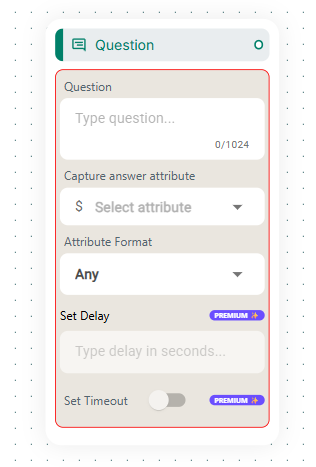 Question
Question
Type question...
0/1024
Capture answer attribute
$ Select attribute
Attribute Format
Any
Set Delay PREMIUM ✨
Type delay in seconds...
Set Timeout PREMIUM ✨